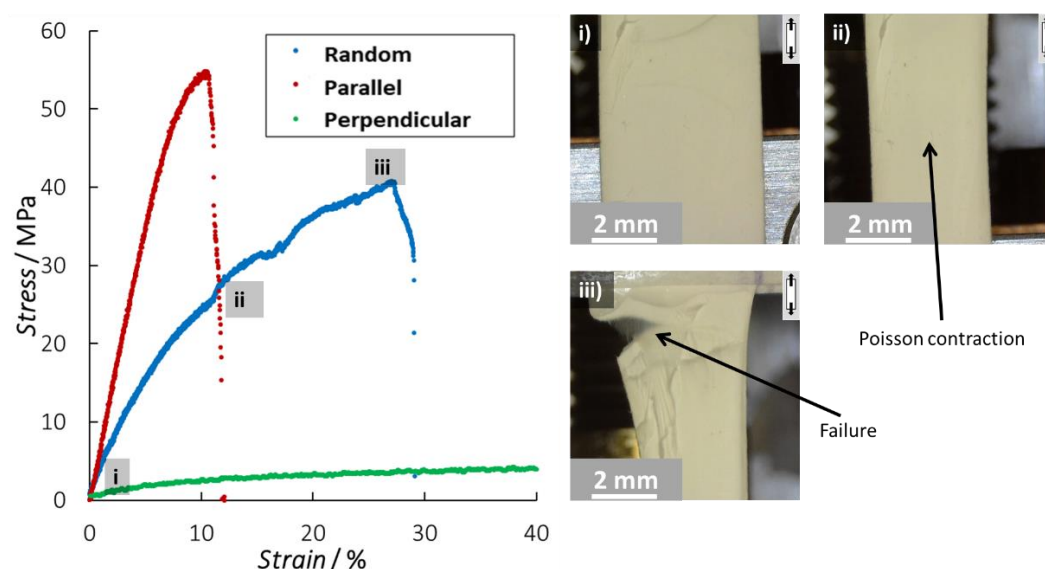 60
50
40
30
20
10
0
Stress / MPa
Random
Parallel
Perpendicular
i
ii
iii
0
10
20
30
40
Strain / %
i)
2 mm
ii)
2 mm
Poisson contraction
iii)
2 mm
Failure